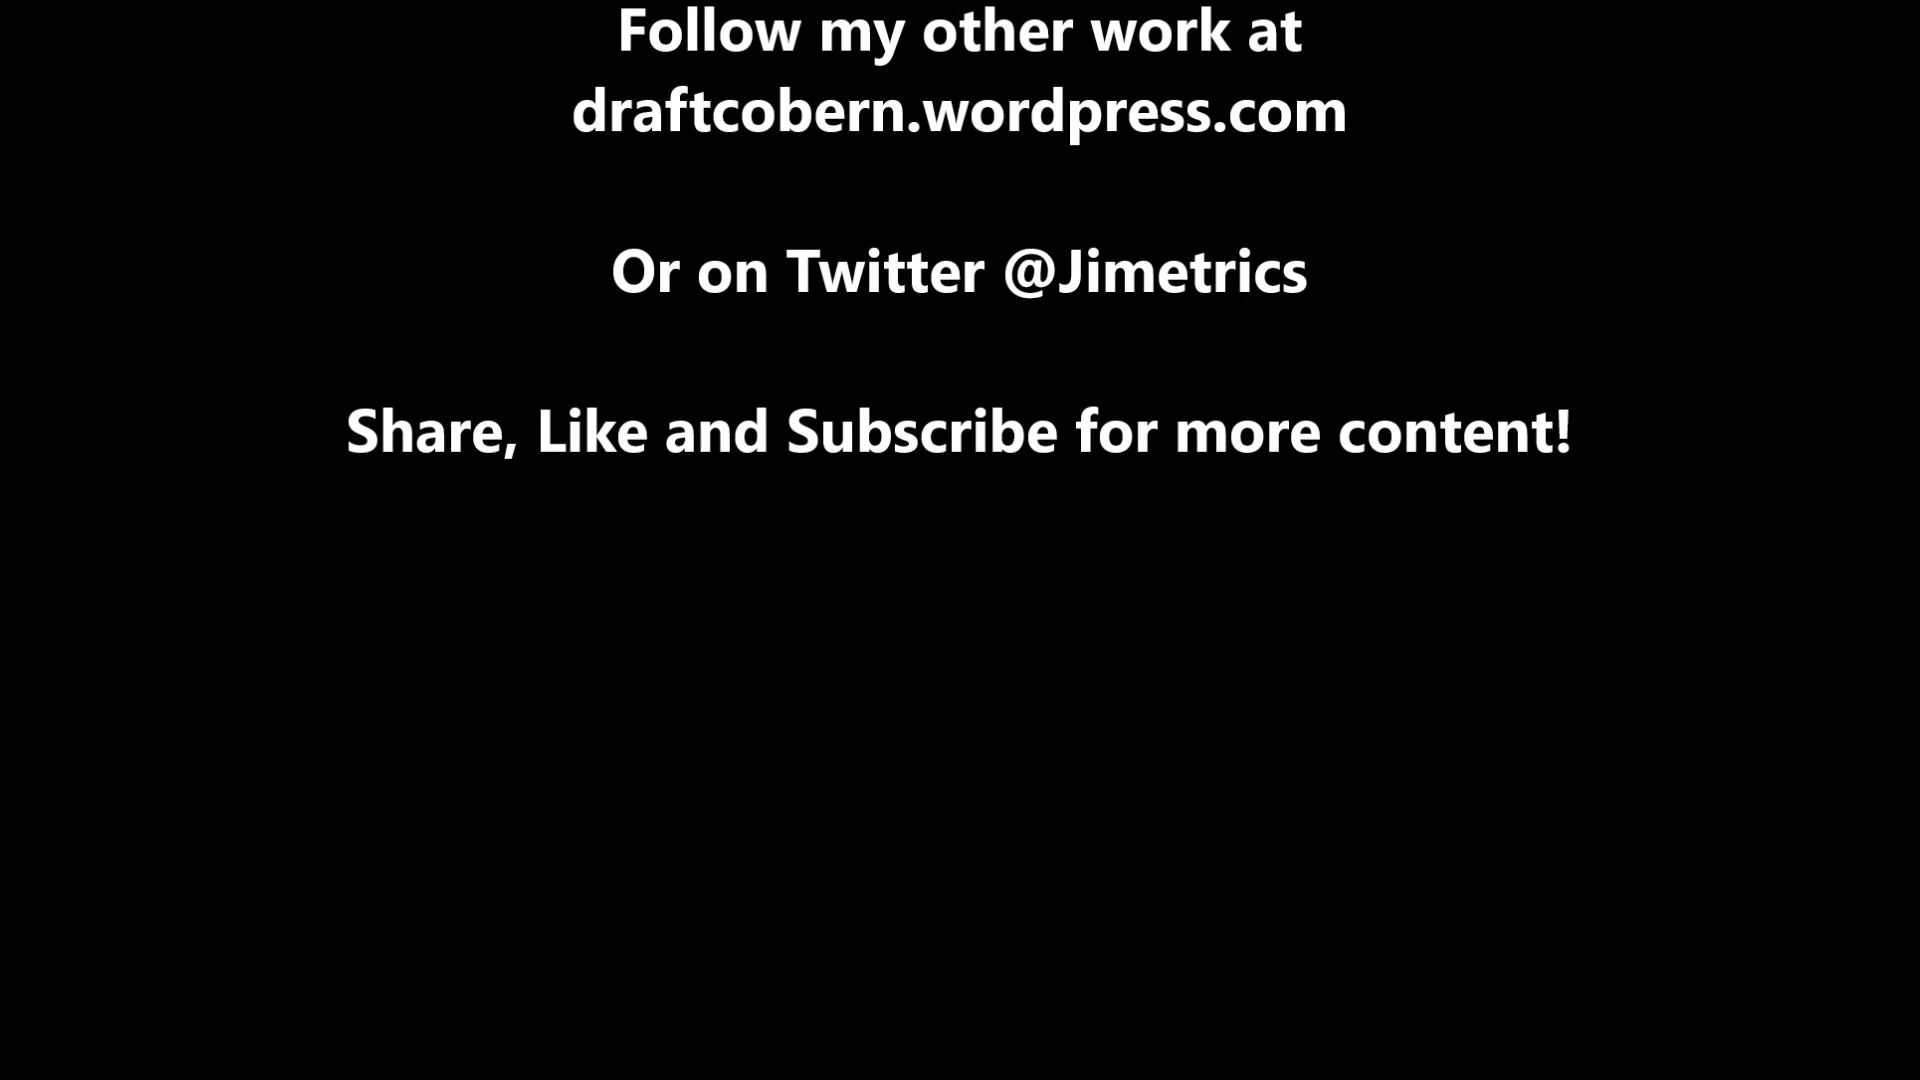 Follow my other work at
draftcobern.wordpress.com
Or on Twitter @Jimetrics
Share, Like and Subscribe for more content!